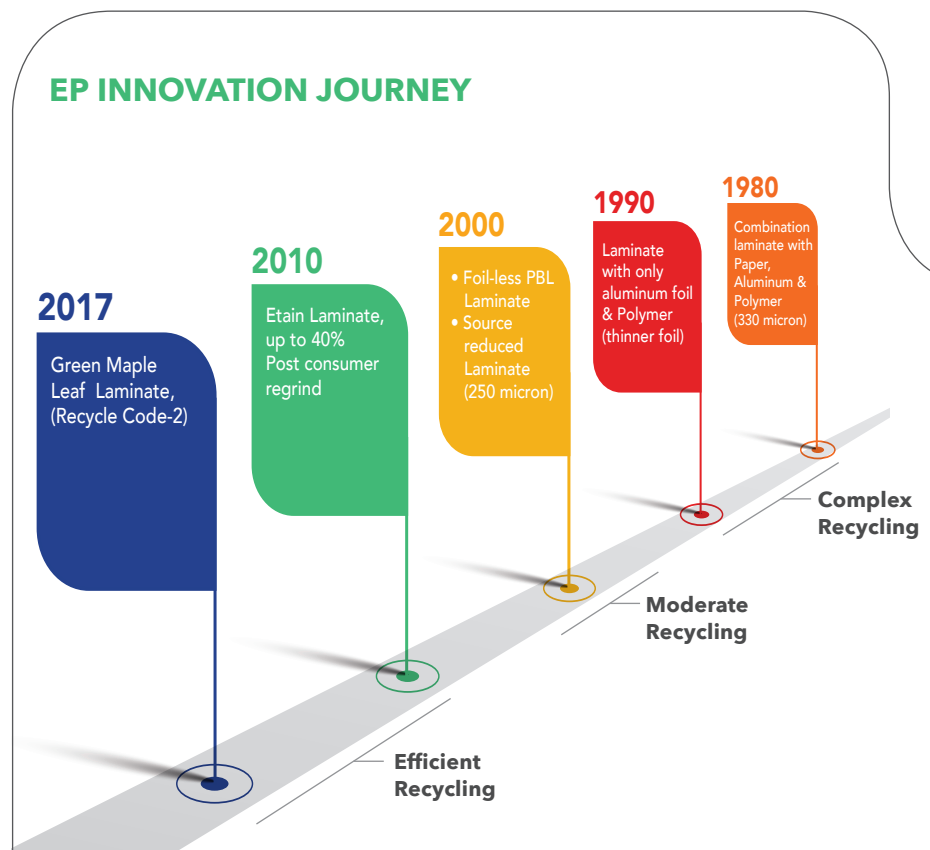 EP INNOVATION JOURNEY
2017
Green Maple
Leaf Laminate,
(Recycle Code-2)
2010
Etain Laminate,
up to 40%
Post consumer
regrind
2000
• Foil-less PBL
Laminate
• Source
reduced
Laminate
(250 micron)
1990
Laminate
with only
aluminum foil
& Polymer
(thinner foil)
1980
Combination
laminate with
Paper,
Aluminum &
Polymer
(330 micron)
Complex
Recycling
Moderate
Recycling
Efficient
Recycling